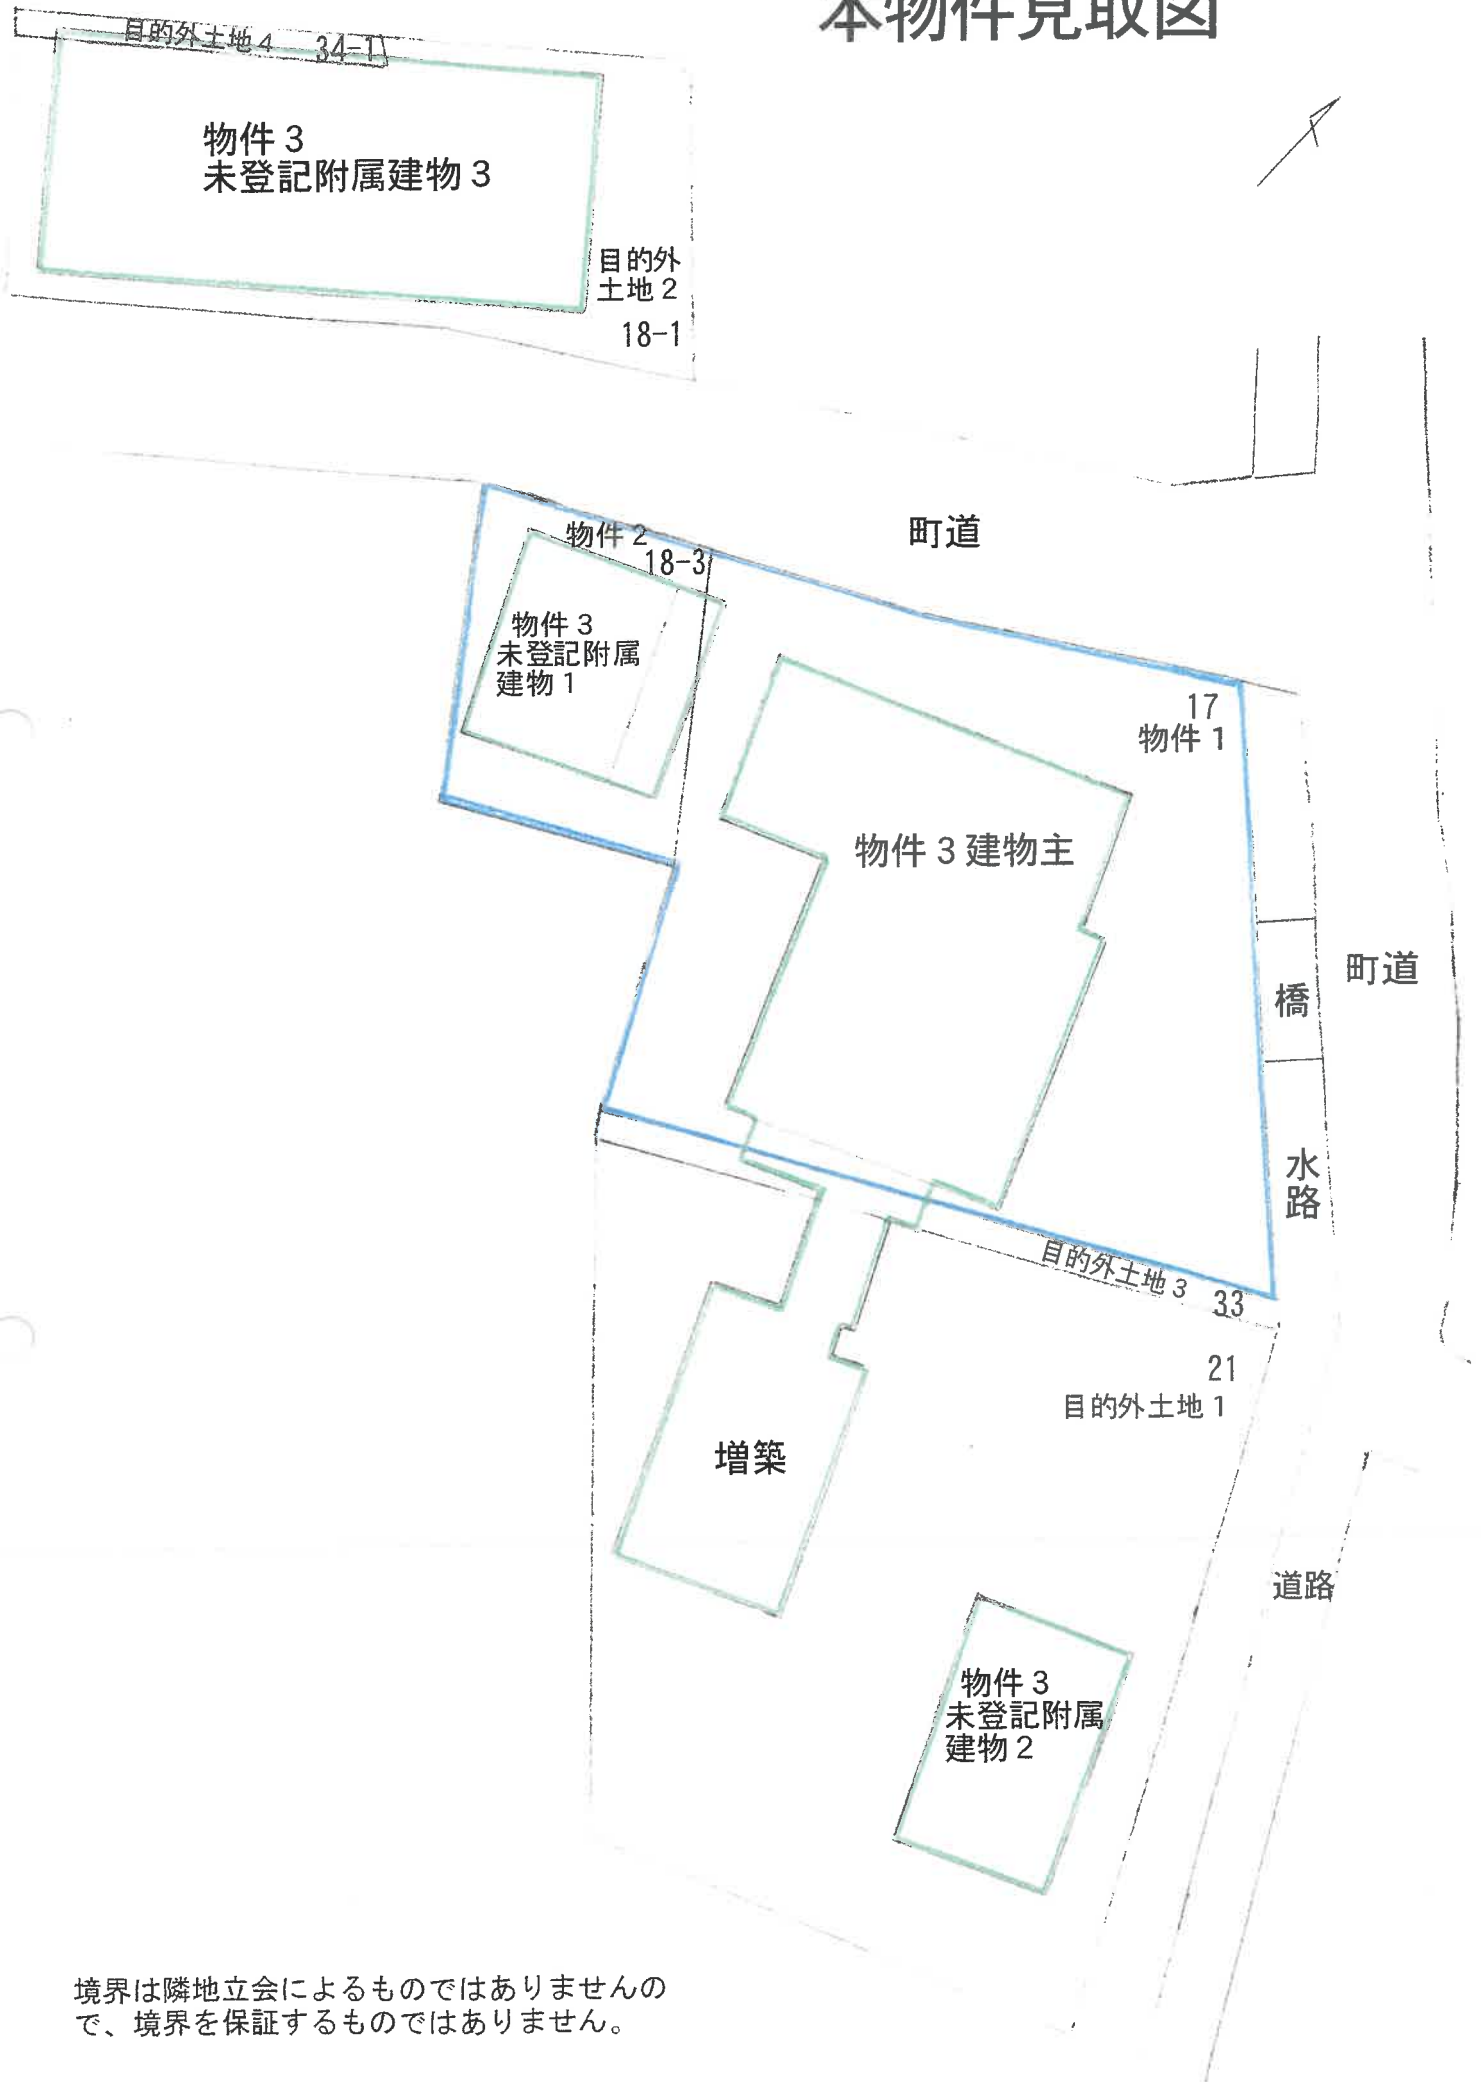 本物件見取図
目的外土地4 34-1
物件3
未登記附属建物3
目的外
土地2
18-1
町道
物件2
18-3
物件3
未登記附属
建物1
17
物件1
物件3建物主
町道
橋
水路
目的外土地3 33
21
目的外土地1
増築
道路
物件3
未登記附属
建物2
境界は隣地立会によるものではありませんの
で、境界を保証するものではありません。